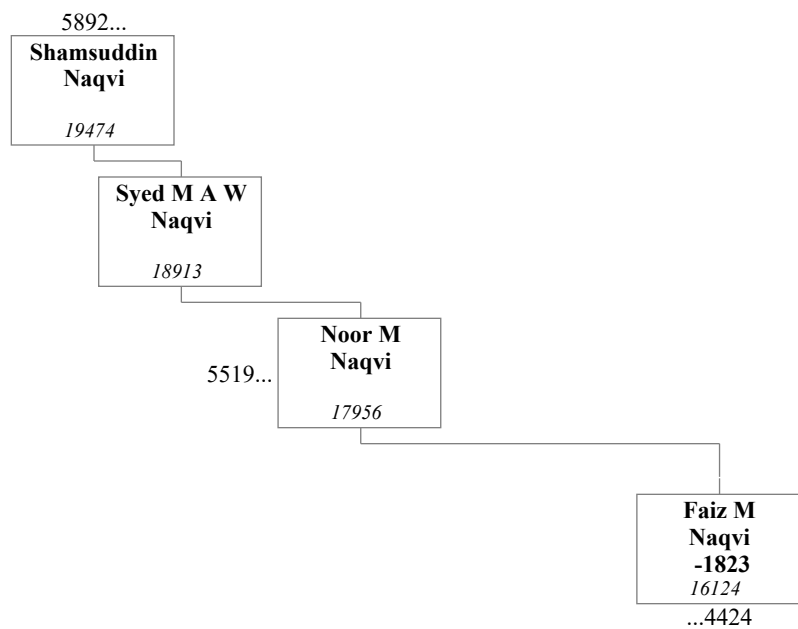 5892...
Shamsuddin
Naqvi
19474
Syed M A W
Naqvi
18913
Noor M
Naqvi
5519...
17956
Faiz M
Naqvi
-1823
16124
...4424